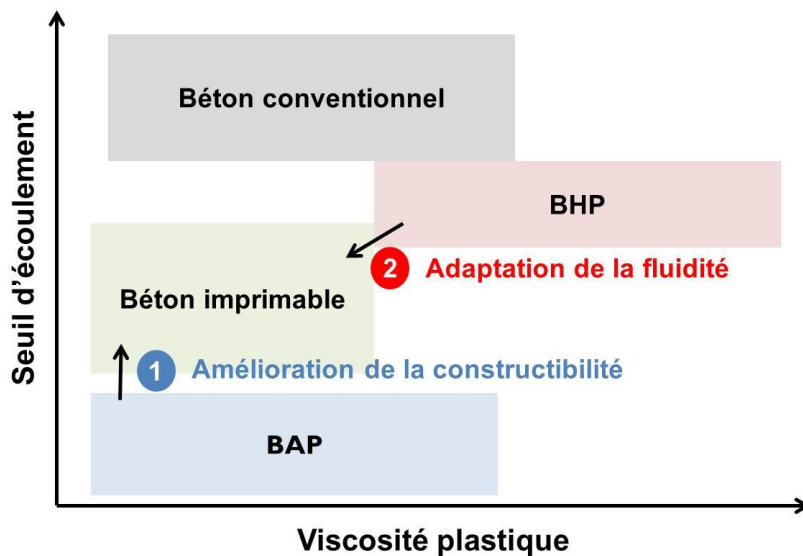 Seuil d'écoulement
Béton conventionnel
BHP
2 Adaptation de la fluidité
Béton imprimable
1 Amélioration de la constructibilité
BAP
Viscosité plastique